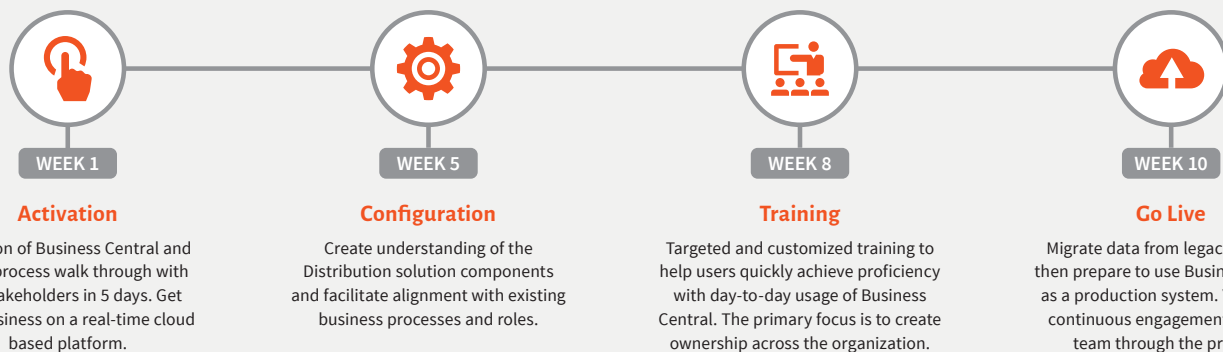 WEEK 1
Activation
on of Business Central and
process walk through with
akeholders in 5 days. Get
siness on a real-time cloud
based platform.
WEEK 5
Configuration
Create understanding of the
Distribution solution components
and facilitate alignment with existing
business processes and roles.
WEEK 8
Training
Targeted and customized training to
help users quickly achieve proficiency
with day-to-day usage of Business
Central. The primary focus is to create
ownership across the organization.
WEEK 10
Go Live
Migrate data from legac
then prepare to use Busin
as a production system.
continuous engagement
team through the pr